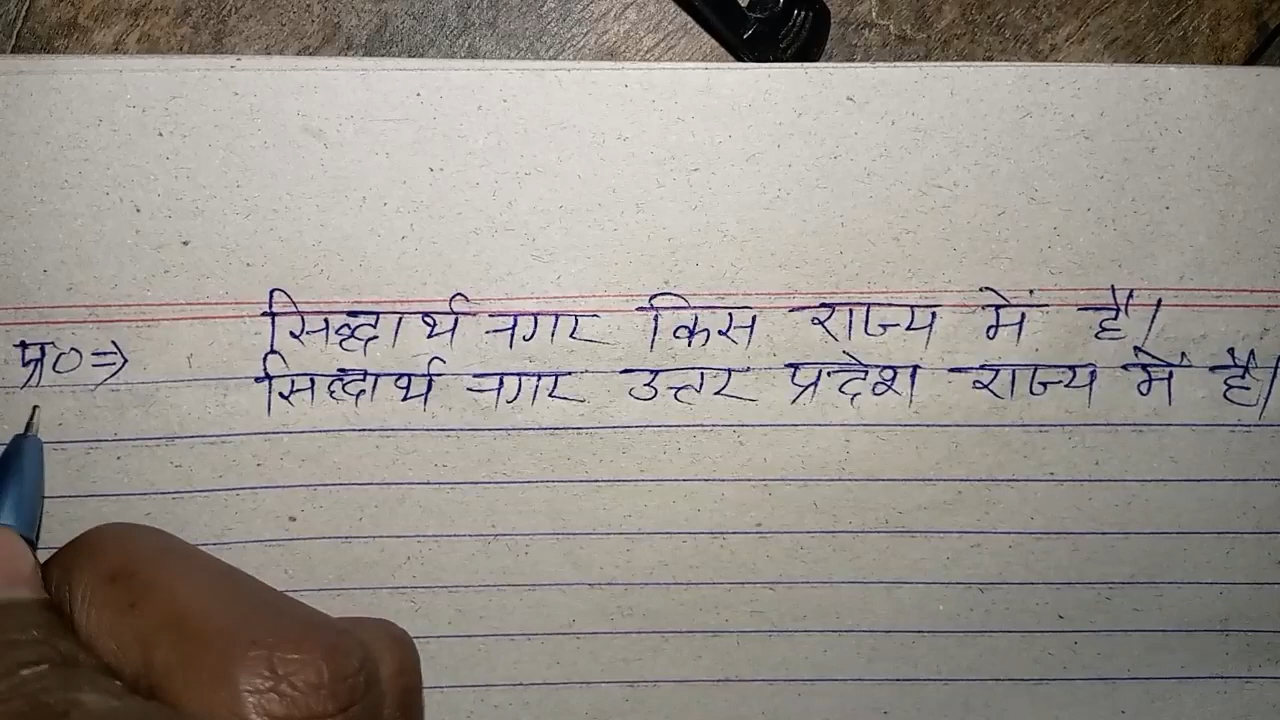 सिद्धार्थ नगर किस राज्य में है।
प्र०⇒
सिद्धार्थ नगर उत्तर प्रदेश राज्य में है।